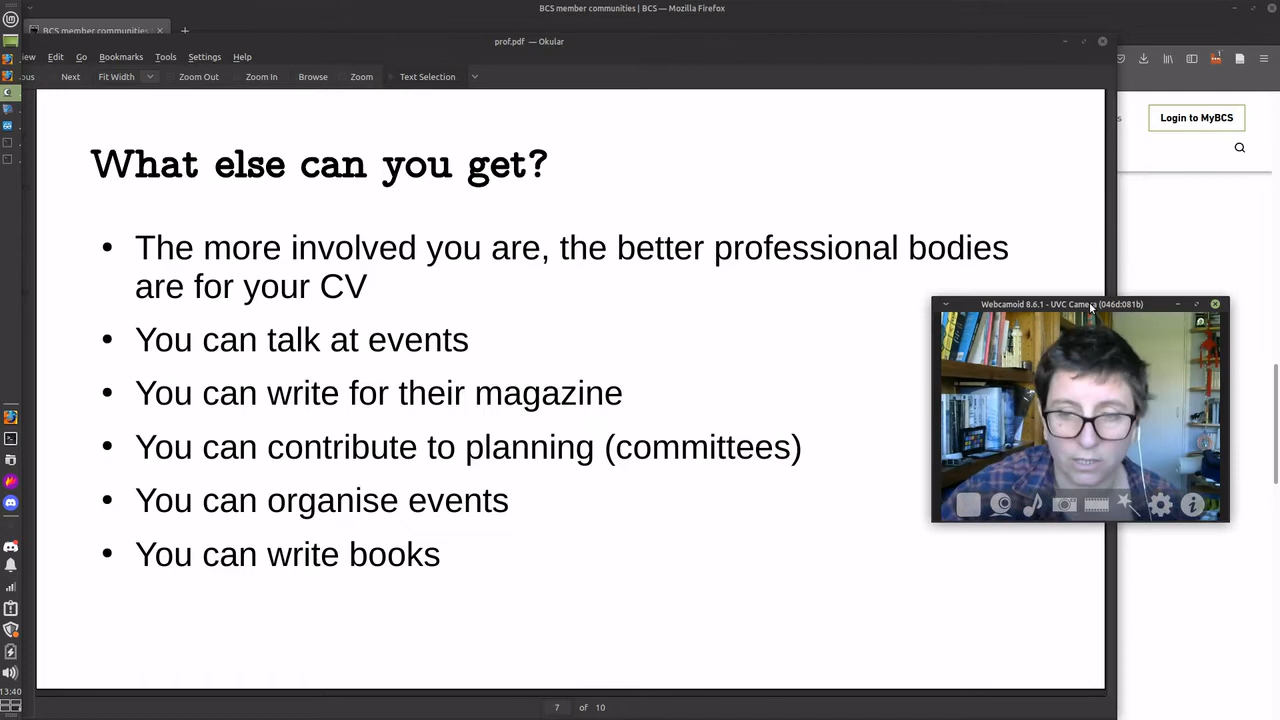 BCS member communities | BCS — Mozilla Firefox
BCS member communities
prof.pdf — Okular
iew Edit Go Bookmarks Tools Settings Help
ous Next Fit Width Zoom Out Zoom In Browse Zoom Text Selection
1
s Login to MyBCS
What else can you get?
• The more involved you are, the better professional bodies
are for your CV
• You can talk at events
• You can write for their magazine
• You can contribute to planning (committees)
• You can organise events
• You can write books
Webcamoid 8.6.1 - UVC Camera (046d:081b)
13:40
7 of 10